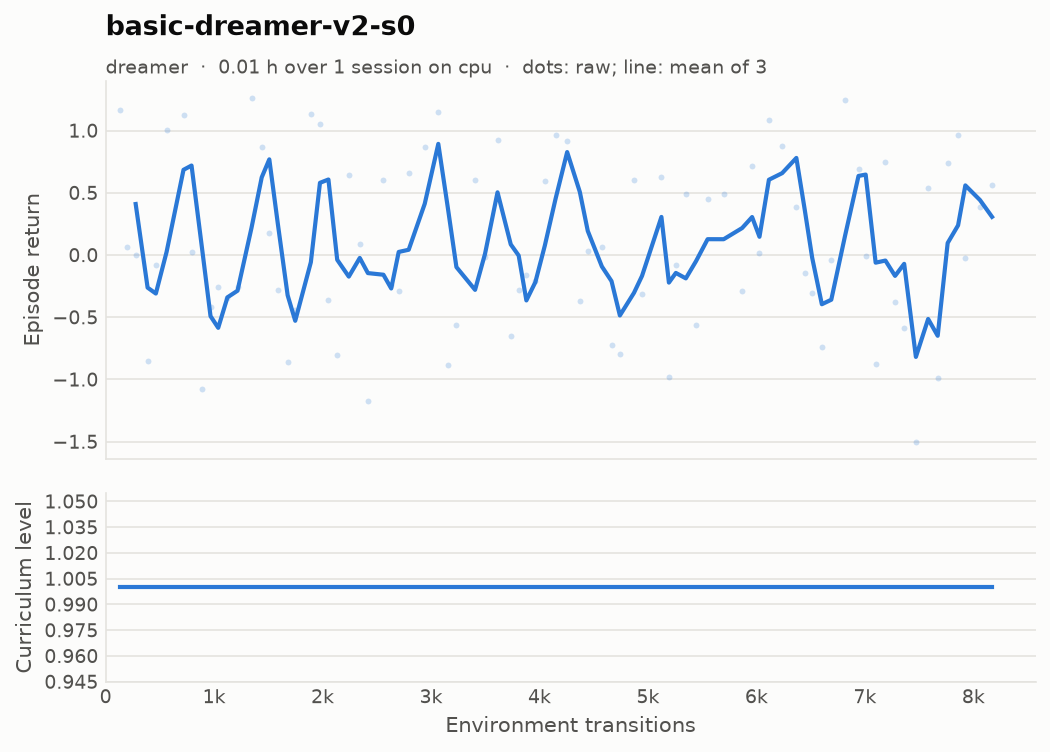 basic-dreamer-v2-s0
dreamer · 0.01 h over 1 session on cpu · dots: raw; line: mean of 3
Episode return
1.0
0.5
0.0
−0.5
−1.0
−1.5
Curriculum level
1.050
1.035
1.020
1.005
0.990
0.975
0.960
0.945
0 1k 2k 3k 4k 5k 6k 7k 8k
Environment transitions